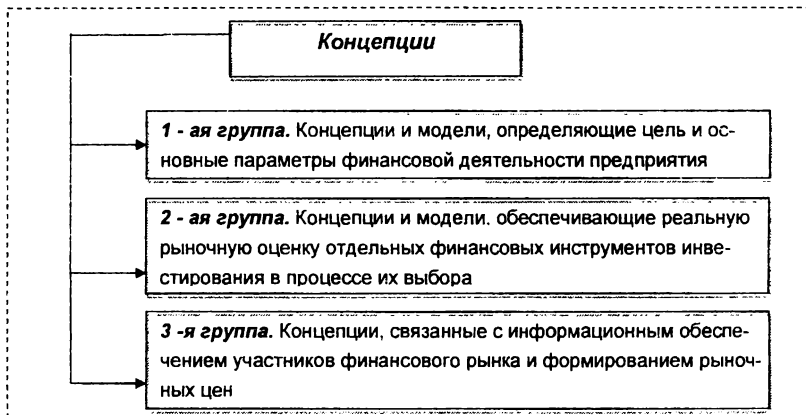 Концепции
1 - ая группа. Концепции и модели, определяющие цель и ос-
новные параметры финансовой деятельности предприятия
2 - ая группа. Концепции и модели. обеспечивающие реальную
рыночную оценку отдельных финансовых инструментов инве-
стирования в процессе их выбора
3 -я группа. Концепции, связанные с информационным обеспе-
чением участников финансового рынка и формированием рыноч-
ных цен